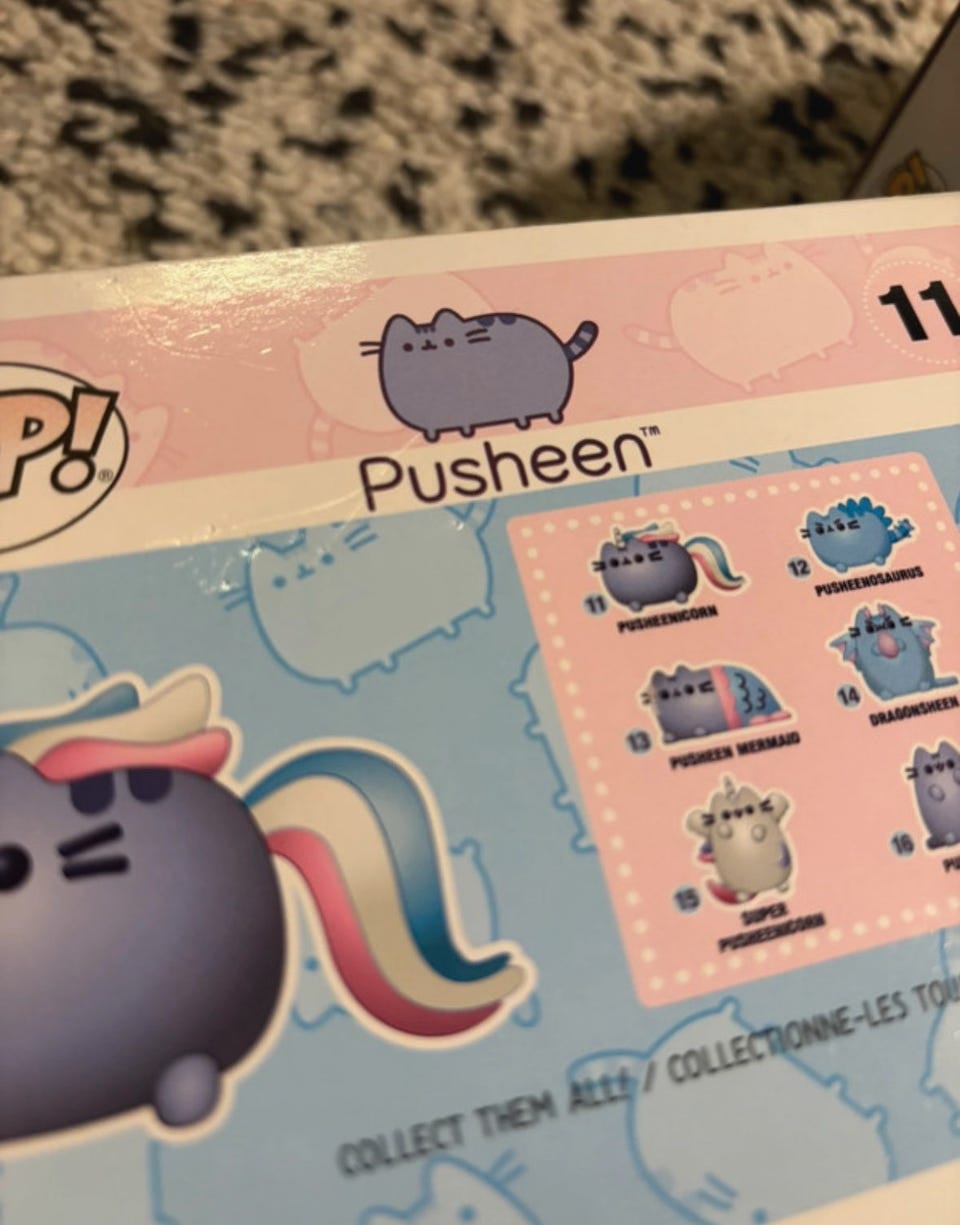 11
P!®
Pusheen™
11 PUSHEENICORN
12 PUSHEENOSAURUS
13 PUSHEEN MERMAID
14 DRAGONSHEEN
15 SUPER
PUSHEENICORN
16
COLLECT THEM ALL! / COLLECTIONNE-LES TOU